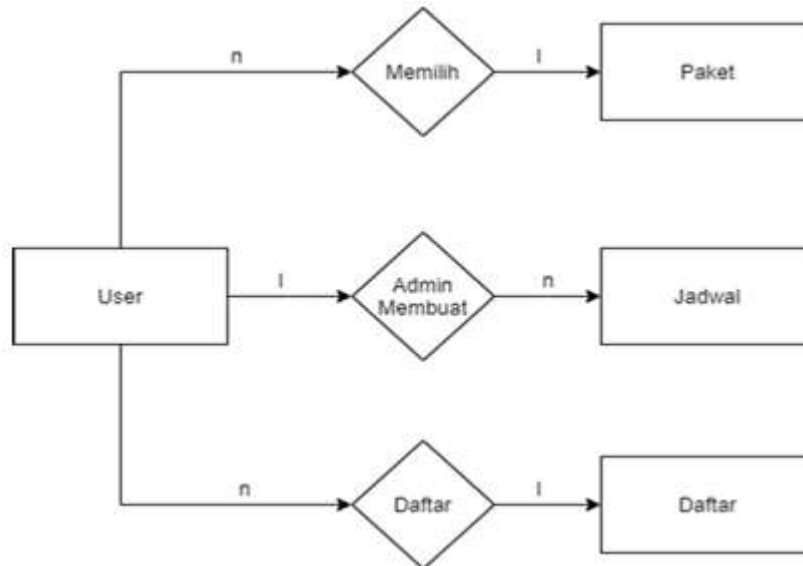 n
Memilih
l
Paket
User
l
Admin
Membuat
n
Jadwal
n
Daftar
l
Daftar